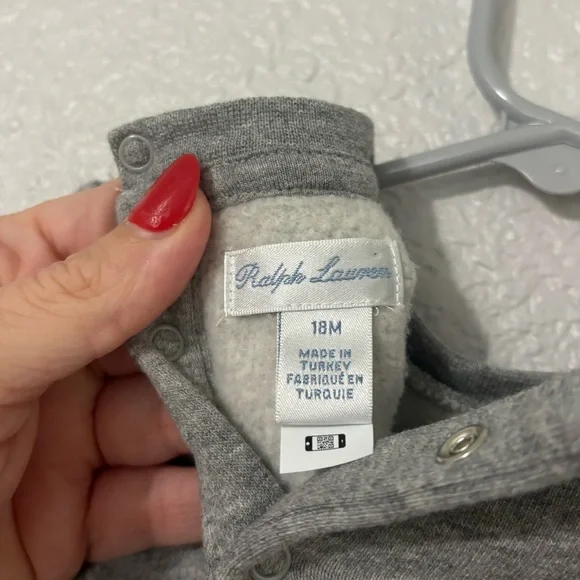 Ralph Lauren
18M
MADE IN
TURKEY
FABRIQUÉ EN
TURQUIE